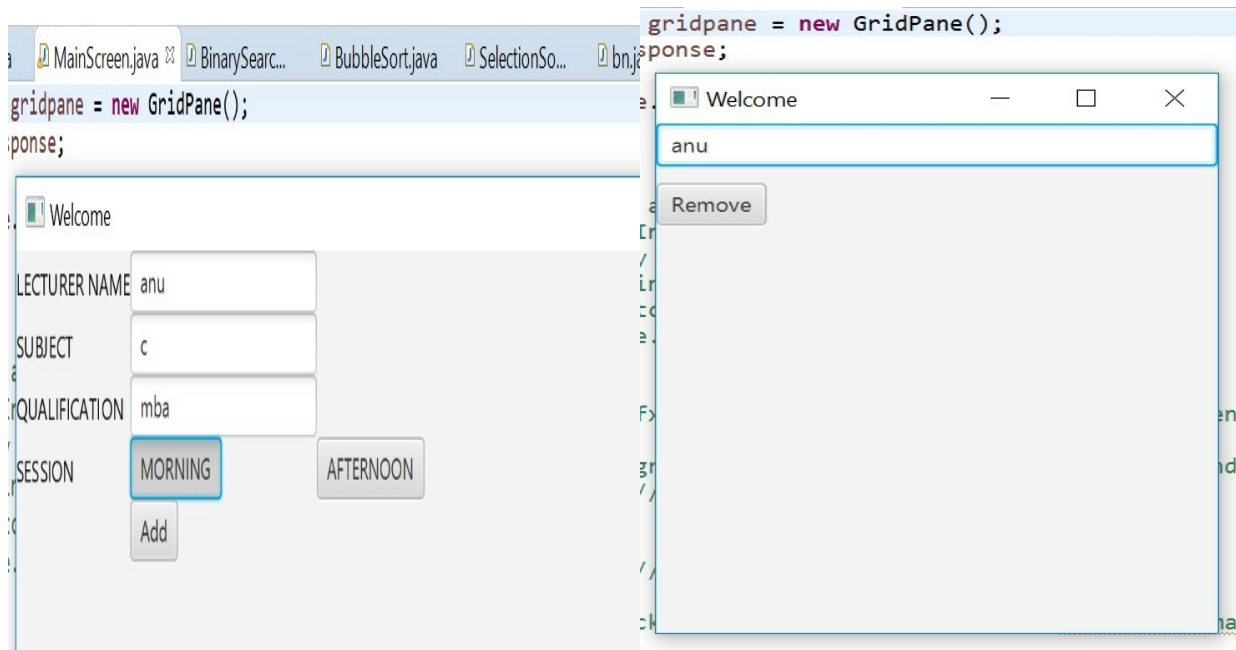 MainScreen.java BinarySearc... BubbleSort.java SelectionSo... bn.ja
gridpane = new GridPane();
sponse;
Welcome
LECTURER NAME anu
SUBJECT c
QUALIFICATION mba
SESSION MORNING AFTERNOON
Add
gridpane = new GridPane();
sponse;
Welcome
anu
Remove